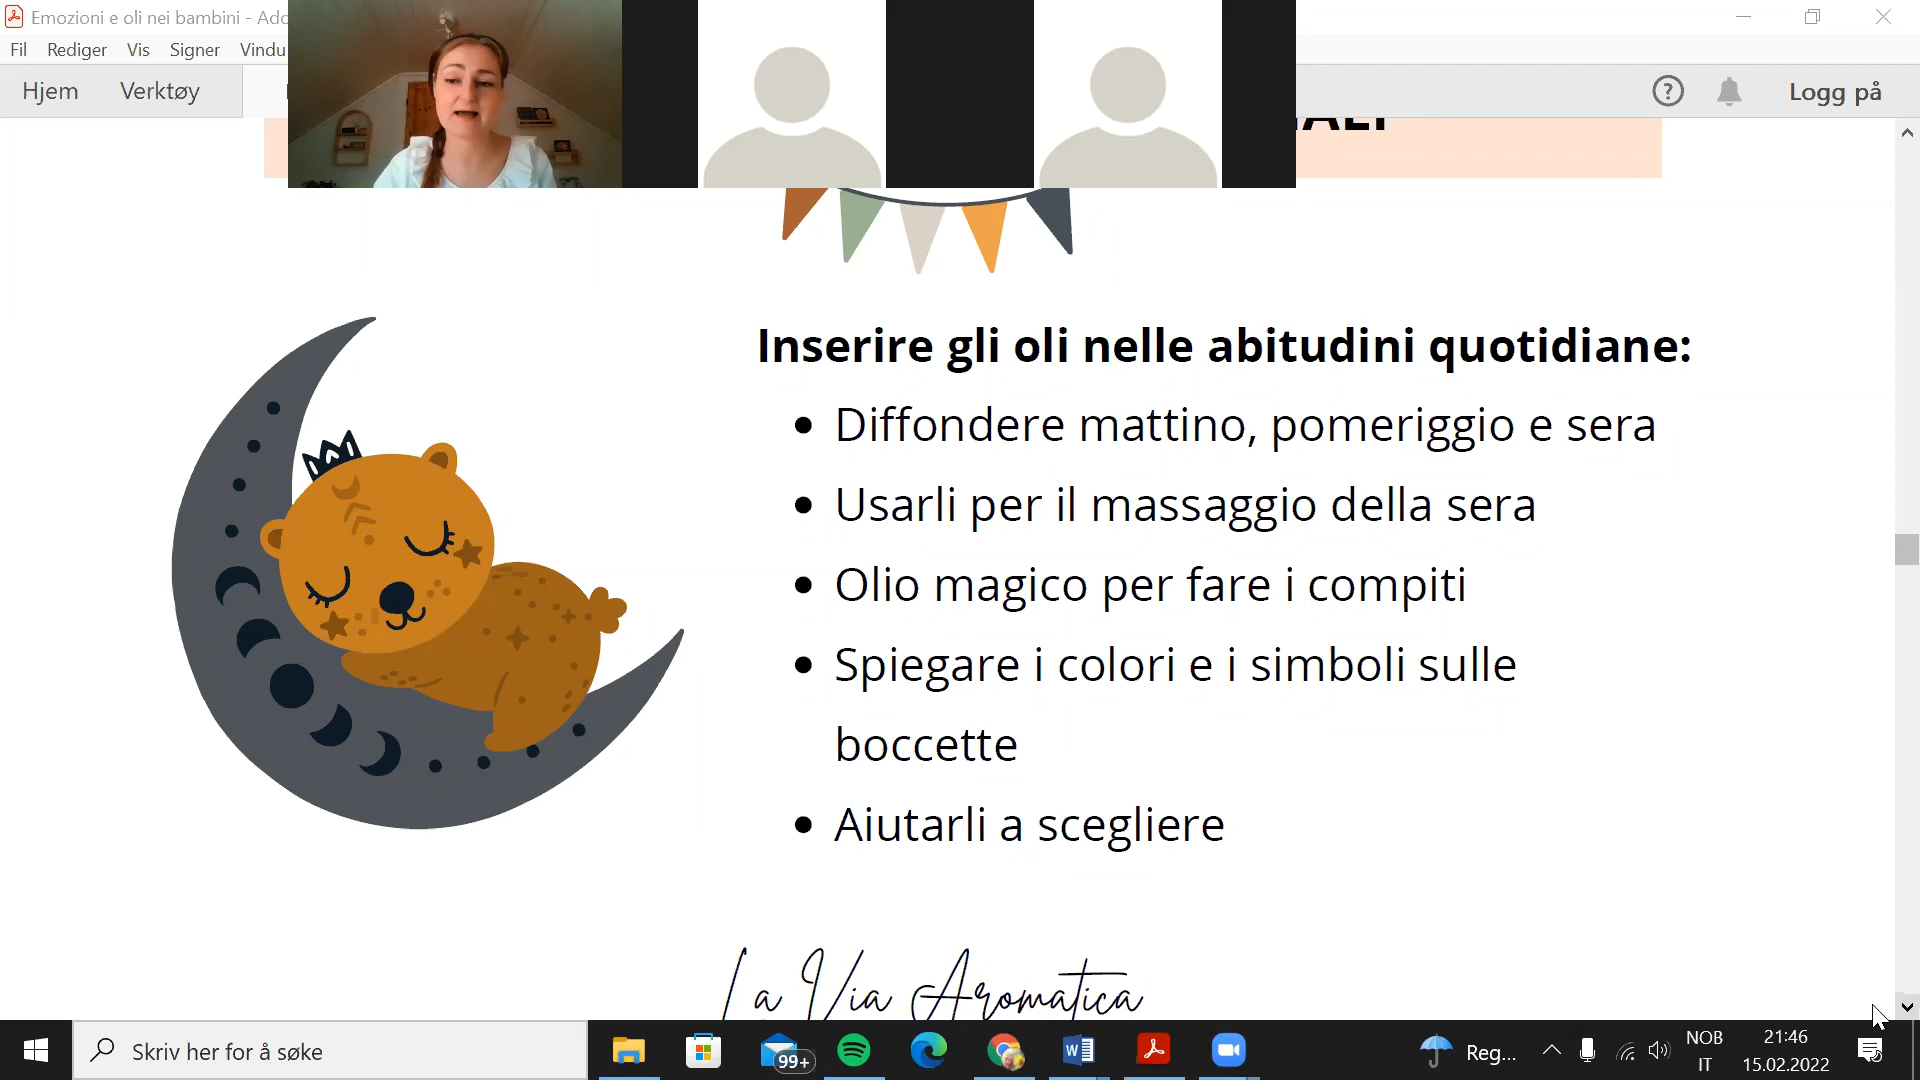 Emozioni e oli nei bambini - Ado
Fil Rediger Vis Signer Vindu
Hjem Verktøy
Logg på
Inserire gli oli nelle abitudini quotidiane:
Diffondere mattino, pomeriggio e sera
Usarli per il massaggio della sera
Olio magico per fare i compiti
Spiegare i colori e i simboli sulle
boccette
Aiutarli a scegliere
La Via Aromatica
Skriv her for å søke
99+
Reg...
NOB
IT
21:46
15.02.2022